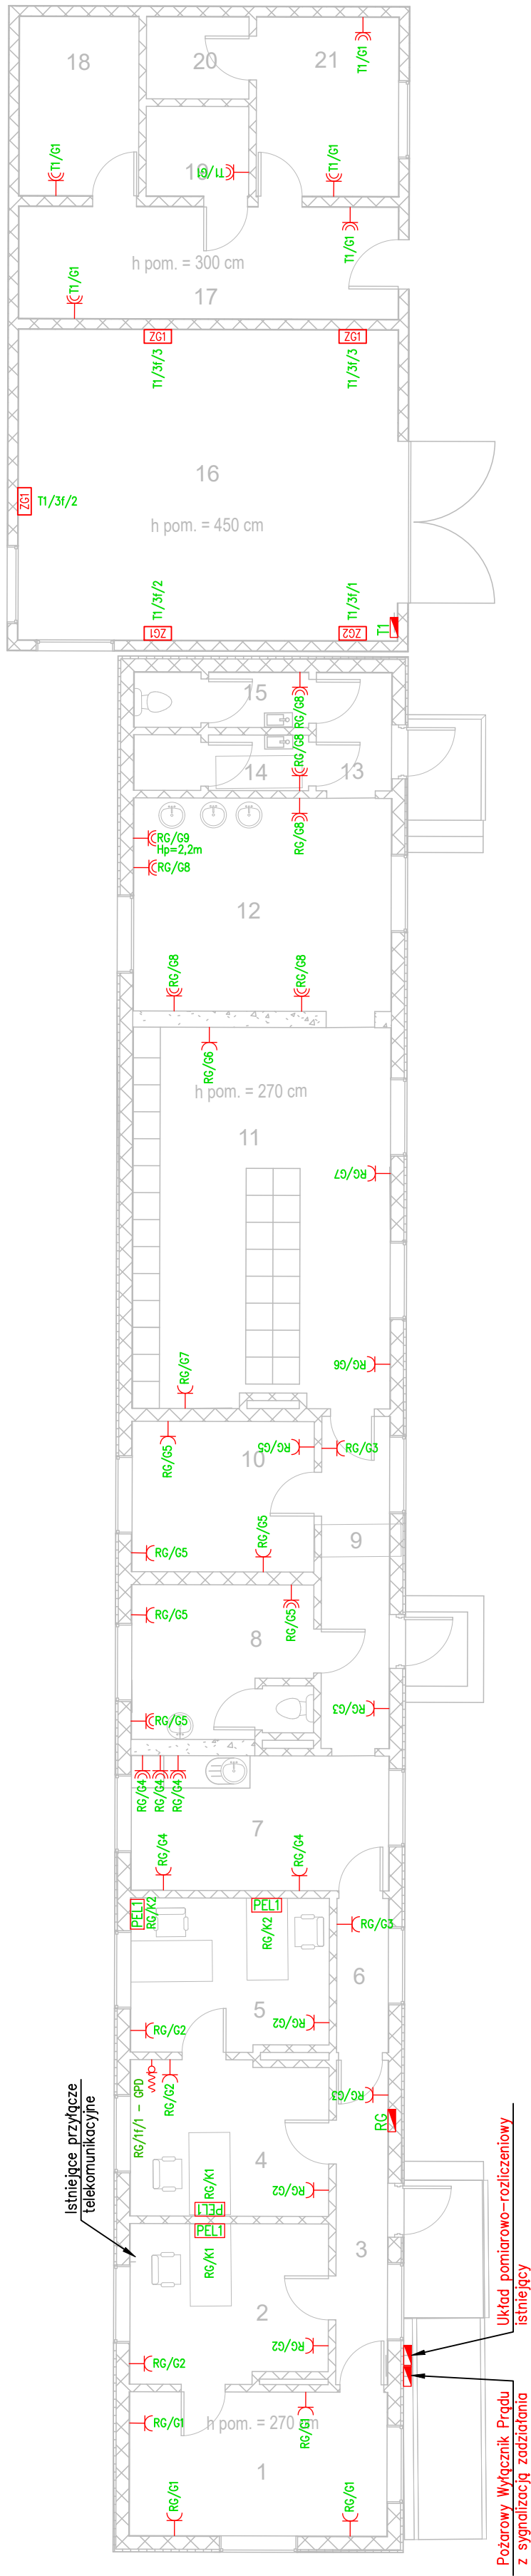 18
20
21
T1/G1
T1/G1
19
T1/G1
T1/G1
T1/G1
h pom. = 300 cm
17
T1/G1
ZG1
T1/3f/3
ZG1
T1/3f/3
16
ZG1
T1/3f/2
h pom. = 450 cm
T1/3f/2
ZG1
T1/3f/1
ZG2
T1
15
RG/G8
RG/G8
14
13
RG/G8
RG/G9
Hp=2,2m
RG/G8
12
RG/G8
RG/G8
RG/G6
h pom. = 270 cm
11
RG/G7
RG/G6
RG/G7
RG/G5
RG/G5
RG/G3
10
RG/G5
RG/G5
9
RG/G5
RG/G5
8
RG/G3
RG/G5
RG/G4
RG/G4
RG/G4
7
RG/G4
RG/G4
PEL1
RG/K2
PEL1
RG/K2
RG/G3
6
5
RG/G2
RG/G2
RG/1f/1 - GPD
RG/G2
RG/G3
RG
Istniejące przyłącze
telekomunikacyjne
4
RG/K1
RG/G2
PEL1
PEL1
RG/K1
3
2
RG/G2
RG/G2
Układ pomiarowo-rozliczeniowy
istniejący
RG/G1
h pom. = 270 cm
RG/G1
1
RG/G1
RG/G1
Pożarowy Wyłącznik Prądu
z sygnalizacją zadziałania